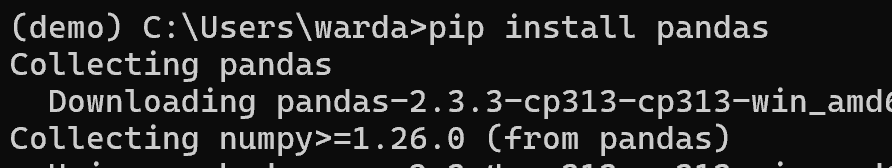 (demo) C:\Users\warda>pip install pandas
Collecting pandas
Downloading pandas-2.3.3-cp313-cp313-win_amd6
Collecting numpy>=1.26.0 (from pandas)